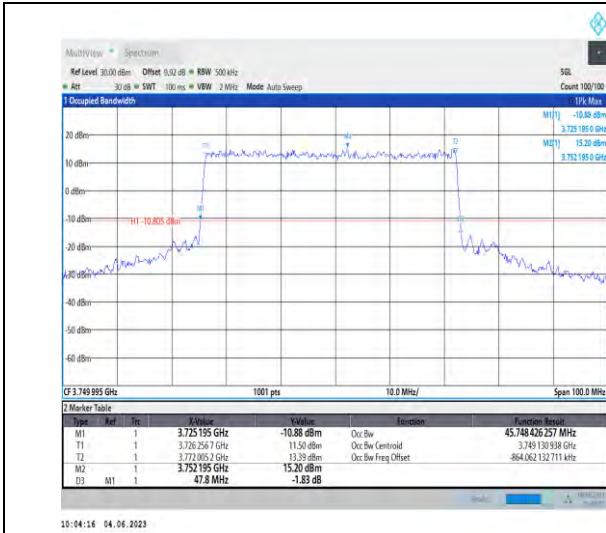 MultiView Spectrum
Ref Level 30.00 dBm Offset 0.92 dB RBW 500 kHz SGL
Att 30 dB SWT 100 ms VBW 2 MHz Mode Auto Sweep Count 100/100
1 Occupied Bandwidth 1Pk Max
M1[1] -10.88 dBm
3.725 195 0 GHz
20 dBm M2[1] 15.20 dBm
3.752 195 0 GHz
T2
10 dBm
0 dBm
-10 dBm
H1 -10.805 dBm
-20 dBm
-30 dBm
-40 dBm
-50 dBm
-60 dBm
CF 3.749 995 GHz 1001 pts 10.0 MHz/ Span 100.0 MHz
2 Marker Table
Type Ref Trc X-Value Y-Value Function Function Result
M1 1 3.725 195 GHz -10.88 dBm Occ Bw 45.748 426 257 MHz
T1 1 3.726 256 7 GHz 11.50 dBm Occ Bw Centroid 3.749 130 938 GHz
T2 1 3.772 005 2 GHz 13.39 dBm Occ Bw Freq Offset -864.062 132 711 kHz
M2 1 3.752 195 GHz 15.20 dBm
D3 M1 1 47.8 MHz -1.83 dB
10:04:16 04.06.2023